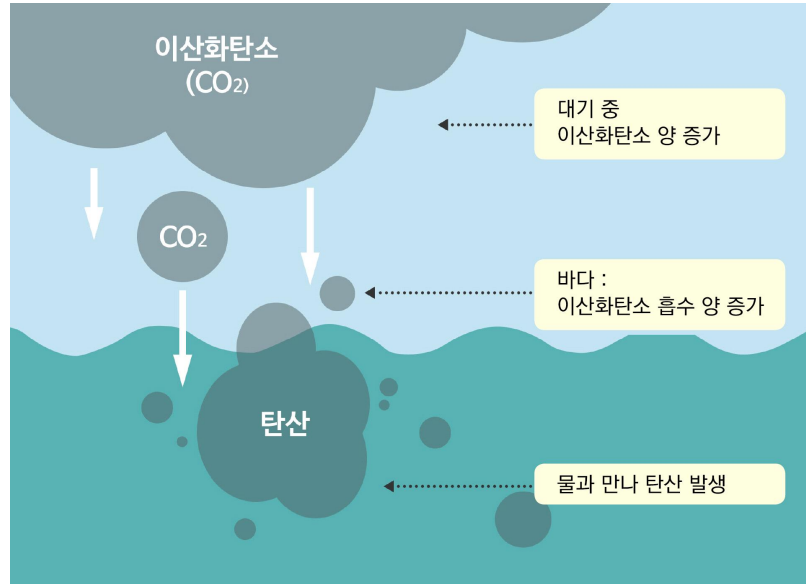 이산화탄소
(CO₂)
대기 중
이산화탄소 양 증가
CO₂
바다 :
이산화탄소 흡수 양 증가
탄산
물과 만나 탄산 발생